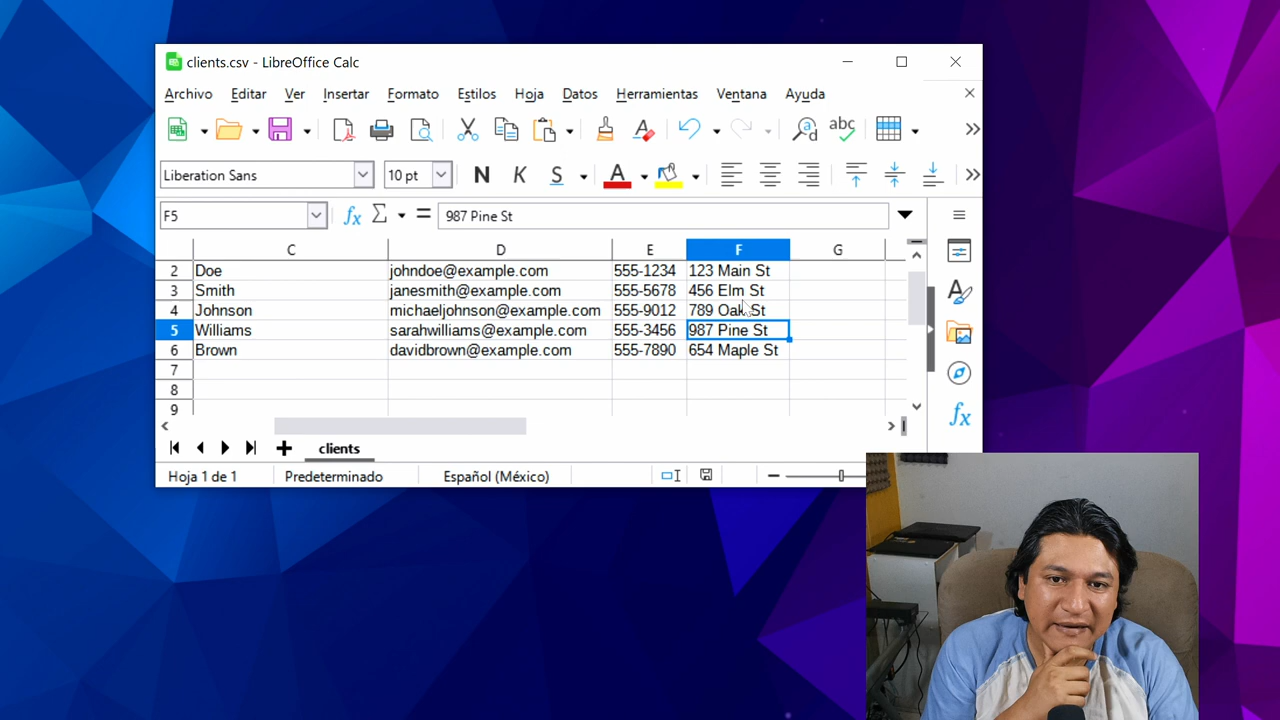 clients.csv - LibreOffice Calc
Archivo Editar Ver Insertar Formato Estilos Hoja Datos Herramientas Ventana Ayuda
Liberation Sans 10 pt N K S A
F5 fx Σ = 987 Pine St
C D E F G
2 Doe johndoe@example.com 555-1234 123 Main St
3 Smith janesmith@example.com 555-5678 456 Elm St
4 Johnson michaeljohnson@example.com 555-9012 789 Oak St
5 Williams sarahwilliams@example.com 555-3456 987 Pine St
6 Brown davidbrown@example.com 555-7890 654 Maple St
7
8
9
clients
Hoja 1 de 1 Predeterminado Español (México)